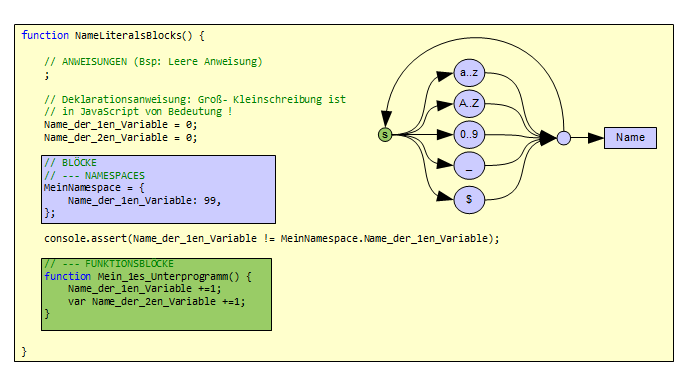 function NameLiteralsBlocks() {
// ANWEISUNGEN (Bsp: Leere Anweisung)
;
// Deklarationsanweisung: Groß- Kleinschreibung ist
// in JavaScript von Bedeutung !
Name_der_1en_Variable = 0;
Name_der_2en_Variable = 0;
// BLÖCKE
// --- NAMESPACES
MeinNamespace = {
Name_der_1en_Variable: 99,
};
console.assert(Name_der_1en_Variable != MeinNamespace.Name_der_1en_Variable);
// --- FUNKTIONSBLÖCKE
function Mein_1es_Unterprogramm() {
Name_der_1en_Variable +=1;
var Name_der_2en_Variable +=1;
}
}
S
a..z
A..Z
0..9
_
$
Name